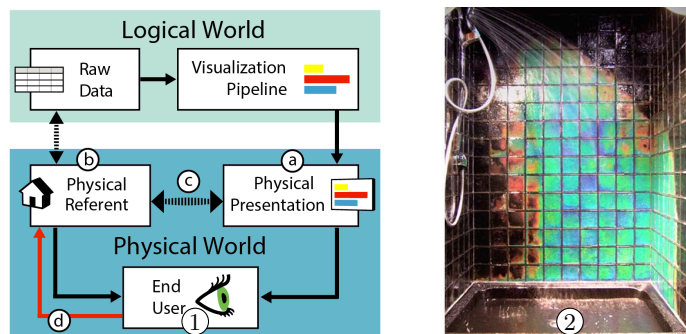 Logical World
Raw
Data
Visualization
Pipeline
b
c
a
Physical
Referent
Physical
Presentation
Physical World
End
User
1
d
2